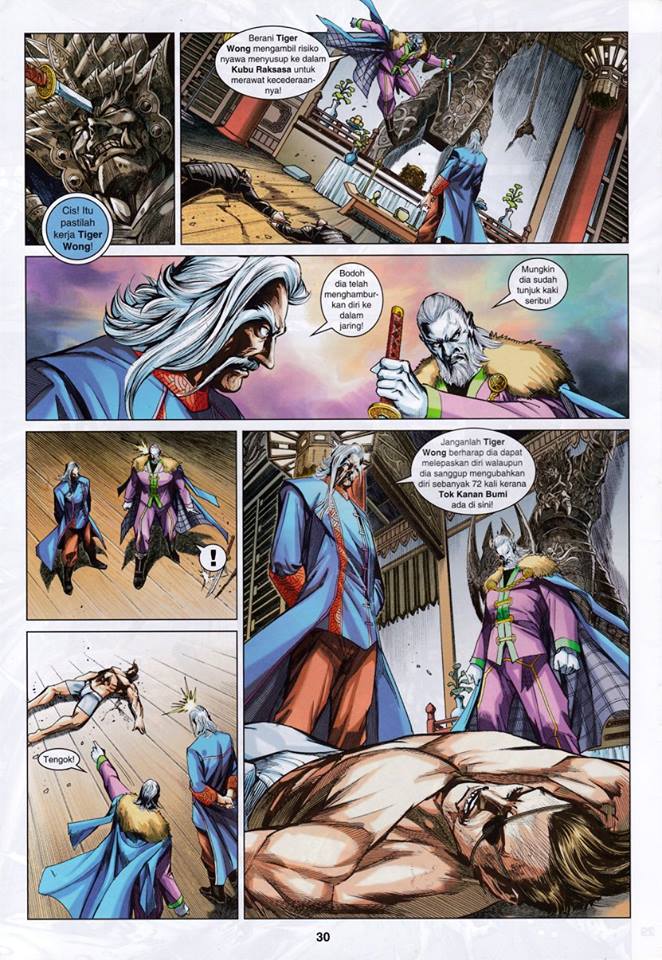 Cis! Itu
pastilah
kerja Tiger
Wong!
Berani Tiger
Wong mengambil risiko
nyawa menyusup ke dalam
Kubu Raksasa untuk
merawat kecederaan-
nya!
Bodoh
dia telah
menghambur-
kan diri ke
dalam
jaring!
Mungkin
dia sudah
tunjuk kaki
seribu!
!
Tengok!
Janganlah Tiger
Wong berharap dia dapat
melepaskan diri walaupun
dia sanggup mengubahkan
diri sebanyak 72 kali kerana
Tok Kanan Bumi
ada di sini!
30
29